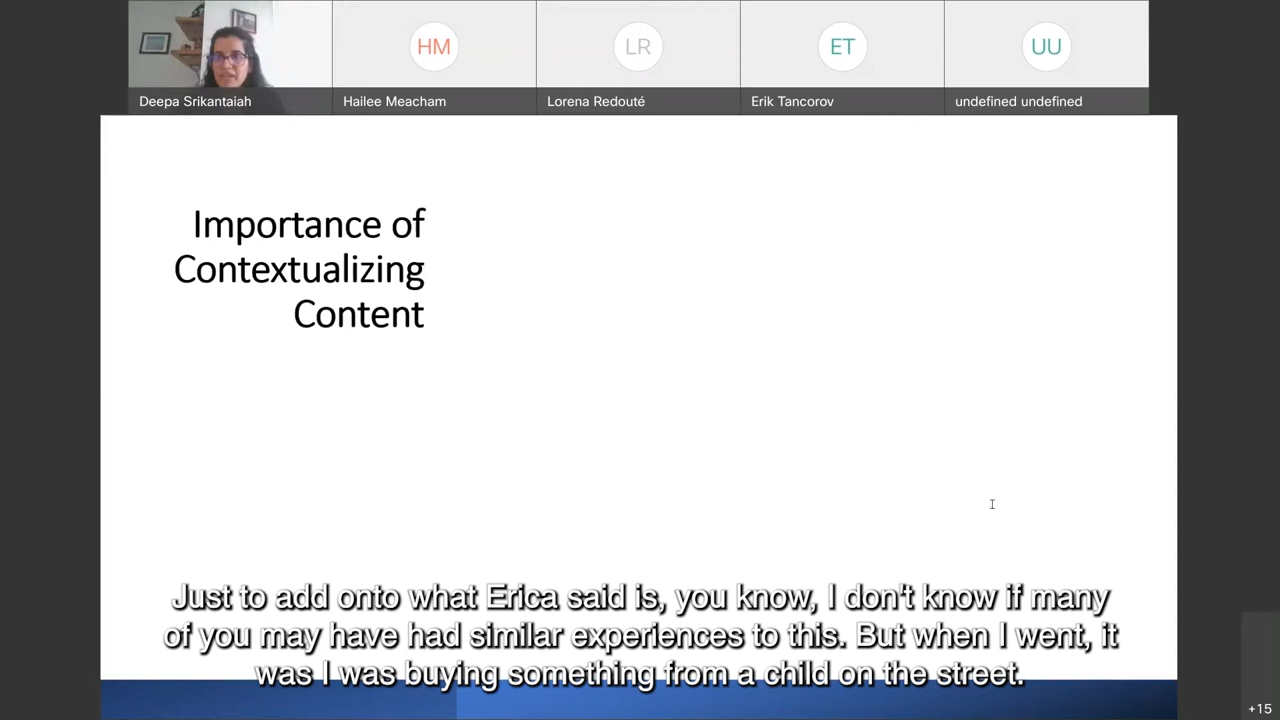 HM
LR
ET
UU
Deepa Srikantaiah
Hailee Meacham
Lorena Redouté
Erik Tancorov
undefined undefined
Importance of
Contextualizing
Content
Just to add onto what Erica said is, you know, I don't know if many
of you may have had similar experiences to this. But when I went, it
was I was buying something from a child on the street.
+15